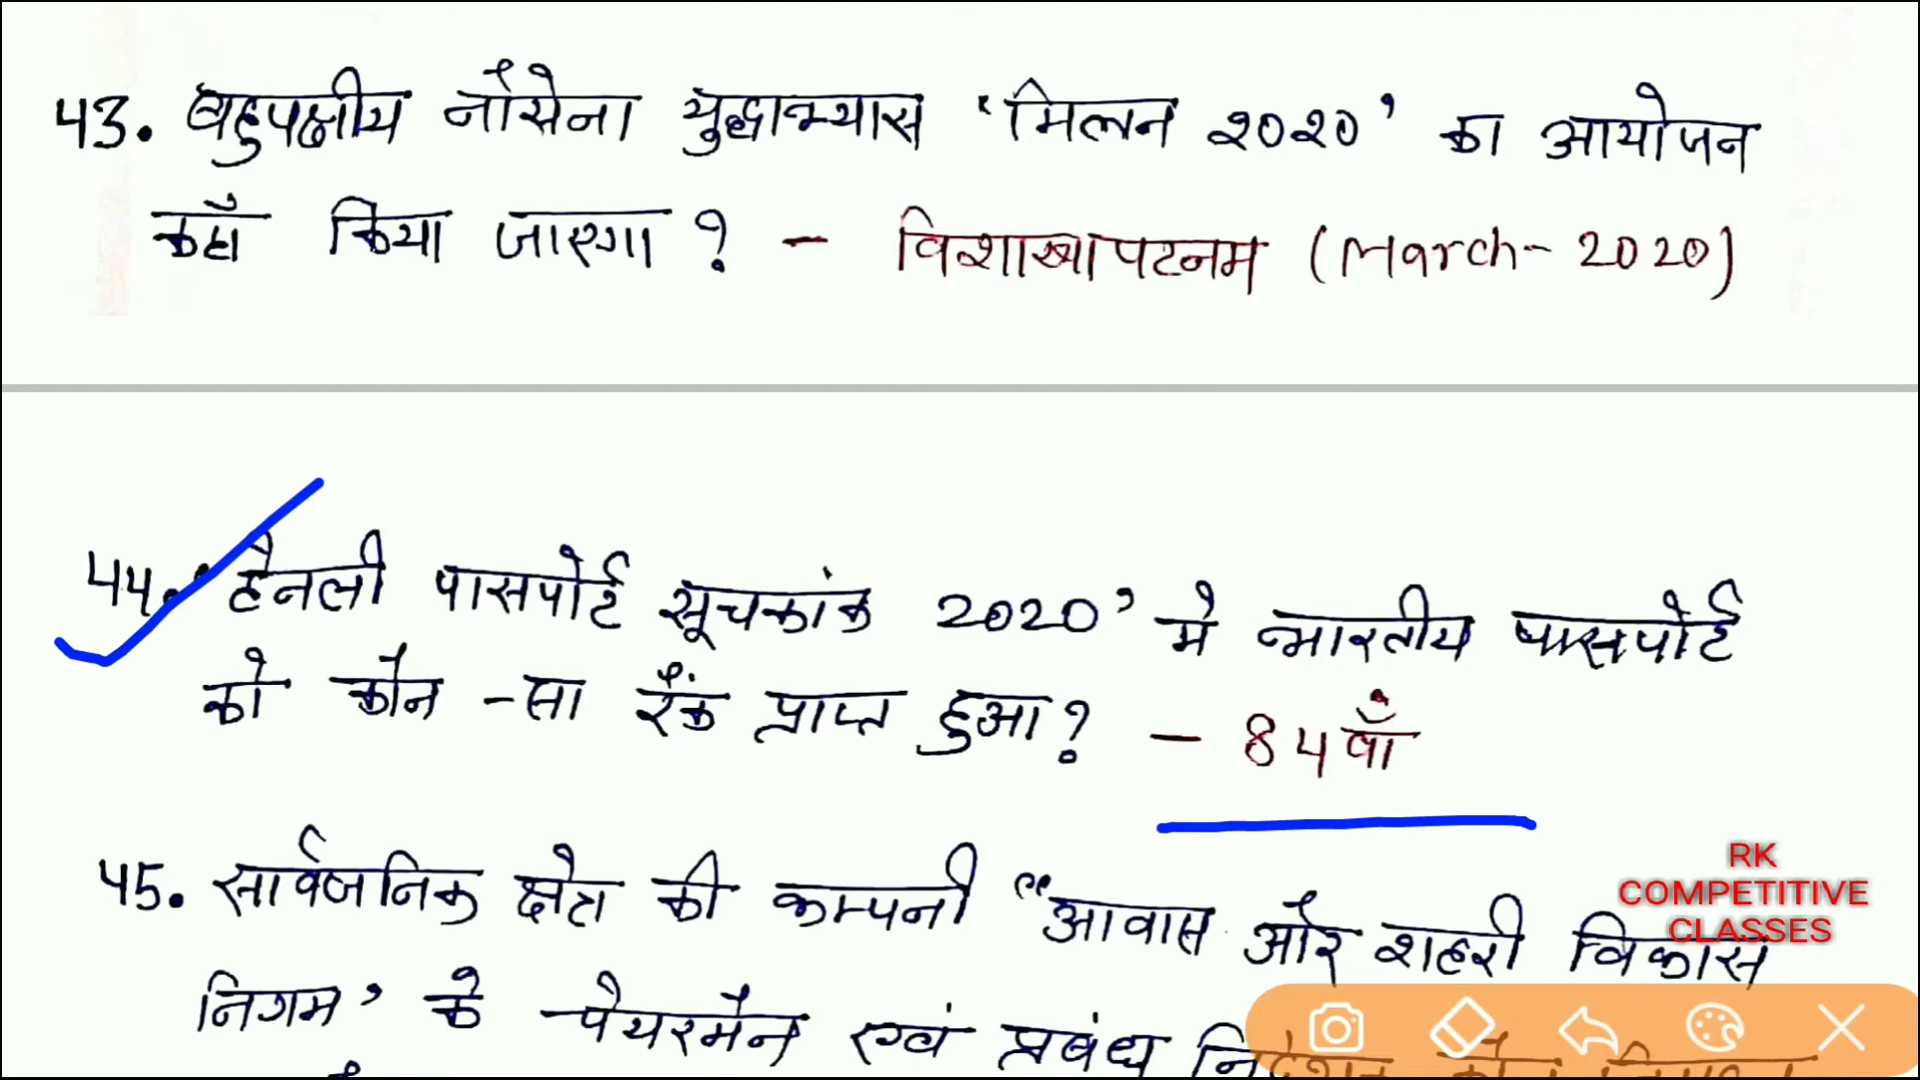 43. बहुपक्षीय नौसेना युद्धाभ्यास 'मिलन 2020' का आयोजन
कहाँ किया जाएगा ? - विशाखापटनम (March- 2020)
44. 'हैनली पासपोर्ट सूचकांक 2020' मे भारतीय पासपोर्ट
को कौन-सा रैंक प्राप्त हुआ? - 84वाँ
45. सार्वजनिक क्षेत्र की कम्पनी "आवास और शहरी विकास
निगम' के चेयरमैन एवं प्रबंध
RK
COMPETITIVE
CLASSES